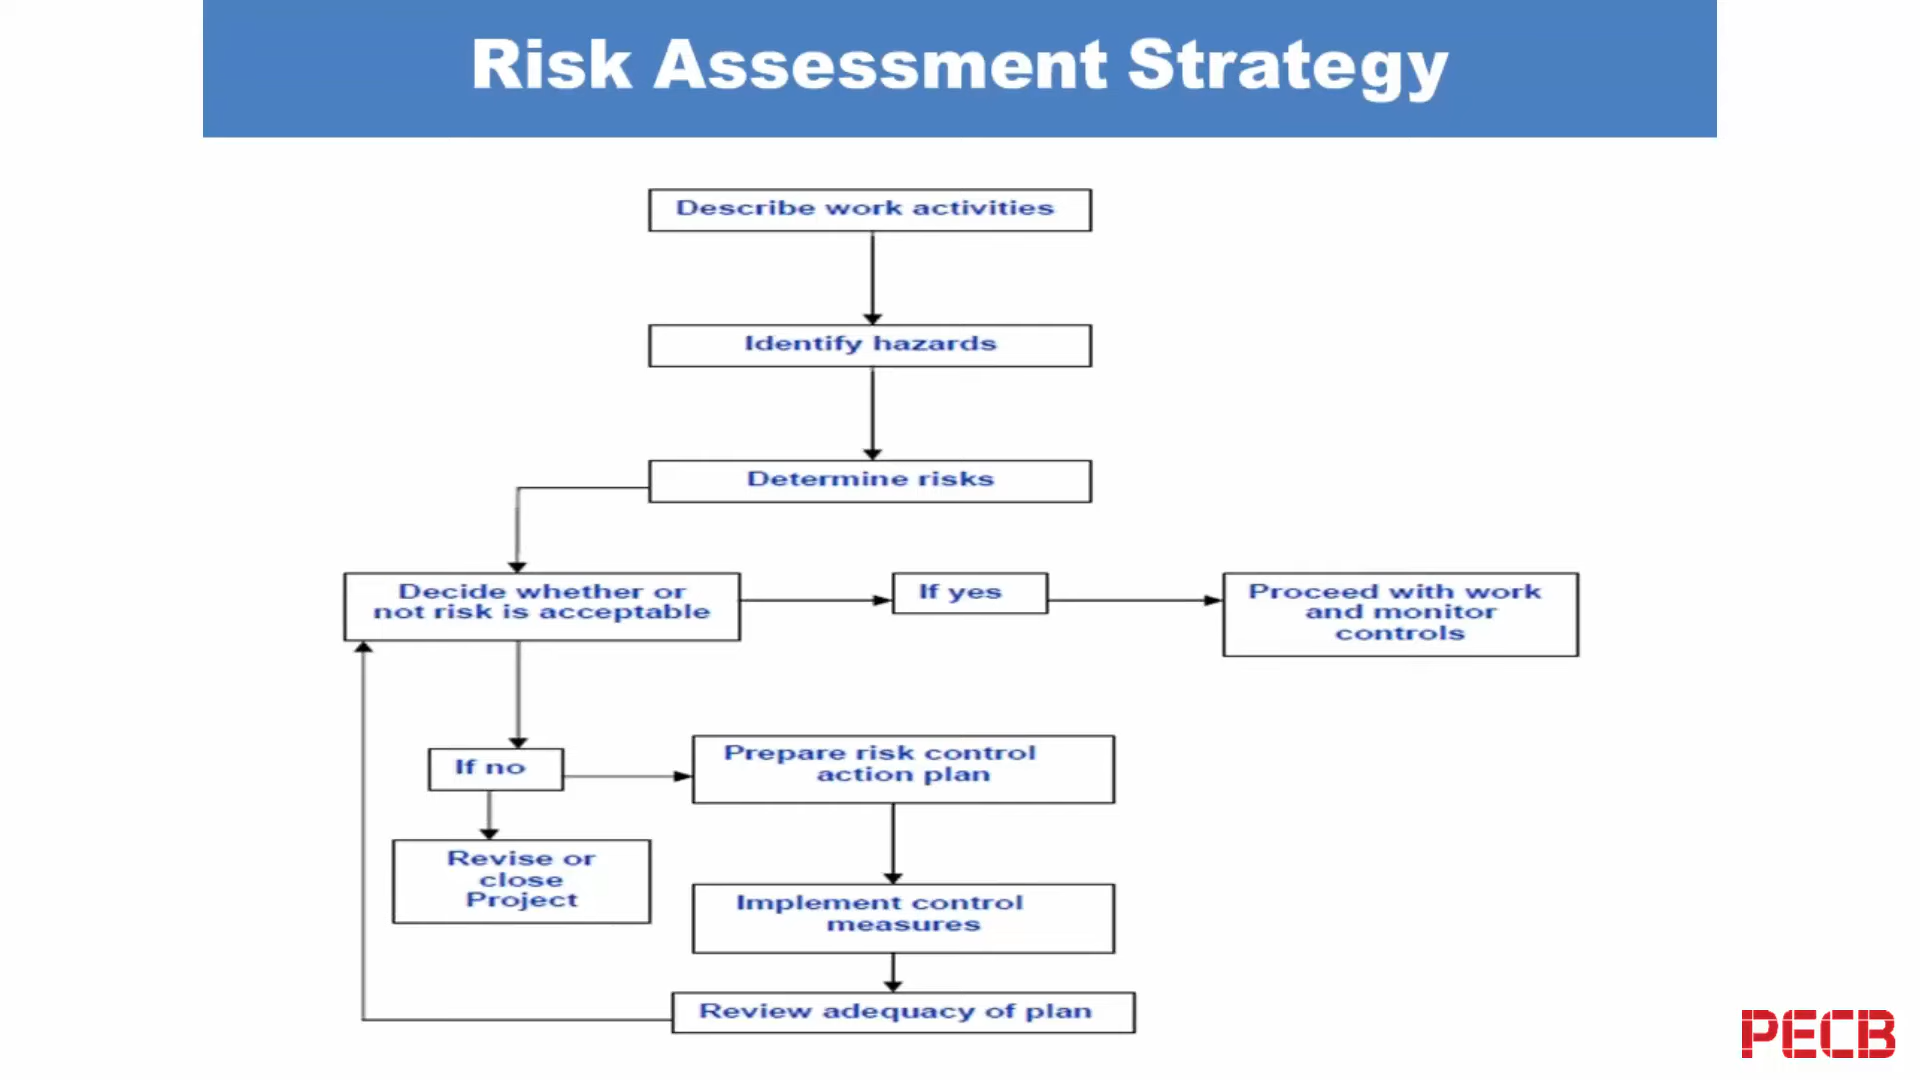 Risk Assessment Strategy
Describe work activities
Identify hazards
Determine risks
Decide whether or
not risk is acceptable
If yes
Proceed with work
and monitor
controls
If no
Prepare risk control
action plan
Revise or
close
Project
Implement control
measures
Review adequacy of plan
PECB